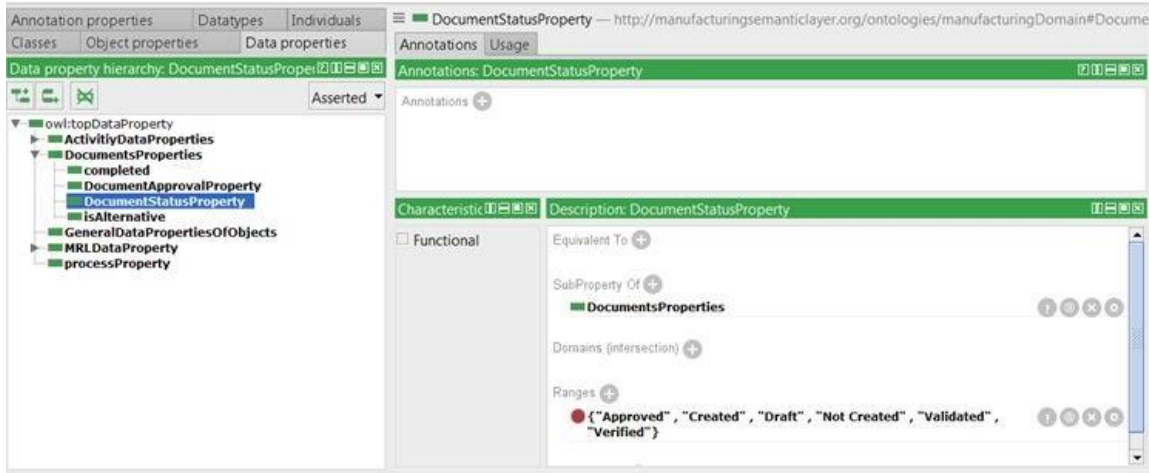 Annotation properties Datatypes Individuals
Classes Object properties Data properties
Data property hierarchy: DocumentStatusProper
Asserted
owl:topDataProperty
ActivitiyDataProperties
DocumentsProperties
completed
DocumentApprovalProperty
DocumentStatusProperty
isAlternative
GeneralDataPropertiesOfObjects
MRLDataProperty
processProperty
DocumentStatusProperty — http://manufacturingsemanticlayer.org/ontologies/manufacturingDomain#Docume
Annotations Usage
Annotations: DocumentStatusProperty
Annotations
Characteristic
Functional
Description: DocumentStatusProperty
Equivalent To
SubProperty Of
DocumentsProperties
Domains (intersection)
Ranges
{"Approved" , "Created" , "Draft" , "Not Created" , "Validated" ,
"Verified"}